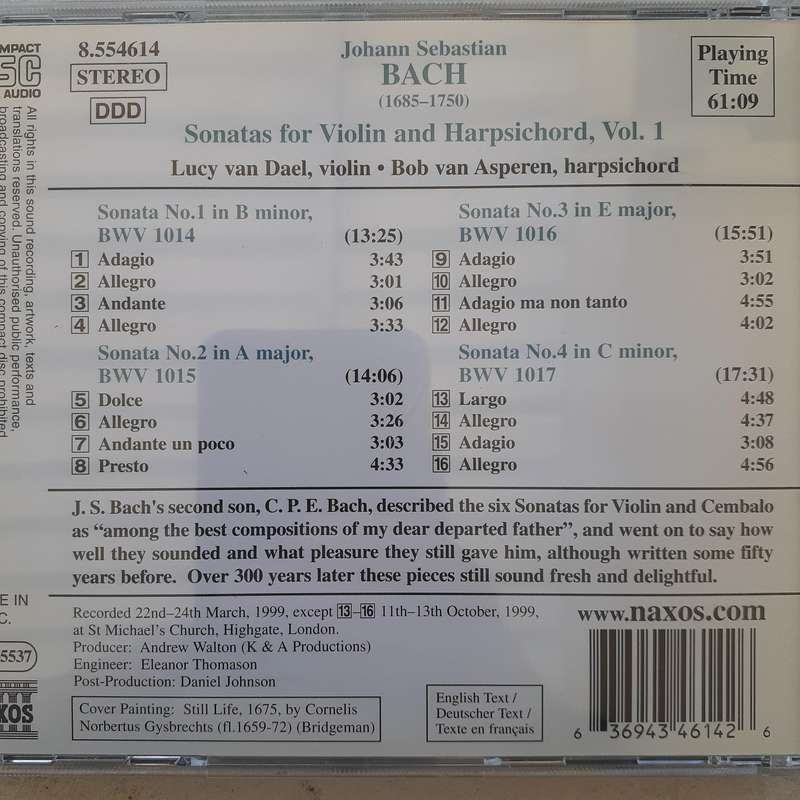 COMPACT
DISC
AUDIO
8.554614
STEREO
DDD
Johann Sebastian
BACH
(1685–1750)
Playing
Time
61:09
Sonatas for Violin and Harpsichord, Vol. 1
Lucy van Dael, violin • Bob van Asperen, harpsichord
All rights in this sound recording, artwork, texts and
translations reserved. Unauthorised public performance,
broadcasting and copying of this compact disc prohibited
Sonata No.1 in B minor,
BWV 1014 (13:25)
1 Adagio 3:43
2 Allegro 3:01
3 Andante 3:06
4 Allegro 3:33
Sonata No.2 in A major,
BWV 1015 (14:06)
5 Dolce 3:02
6 Allegro 3:26
7 Andante un poco 3:03
8 Presto 4:33
Sonata No.3 in E major,
BWV 1016 (15:51)
9 Adagio 3:51
10 Allegro 3:02
11 Adagio ma non tanto 4:55
12 Allegro 4:02
Sonata No.4 in C minor,
BWV 1017 (17:31)
13 Largo 4:48
14 Allegro 4:37
15 Adagio 3:08
16 Allegro 4:56
J. S. Bach's second son, C. P. E. Bach, described the six Sonatas for Violin and Cembalo
as “among the best compositions of my dear departed father”, and went on to say how
well they sounded and what pleasure they still gave him, although written some fifty
years before. Over 300 years later these pieces still sound fresh and delightful.
E IN
C.
5537
NAXOS
Recorded 22nd–24th March, 1999, except 13–16 11th–13th October, 1999,
at St Michael's Church, Highgate, London.
Producer: Andrew Walton (K & A Productions)
Engineer: Eleanor Thomason
Post-Production: Daniel Johnson
Cover Painting: Still Life, 1675, by Cornelis
Norbertus Gysbrechts (fl.1659-72) (Bridgeman)
English Text /
Deutscher Text /
Texte en français
www.naxos.com
6 36943 46142 6